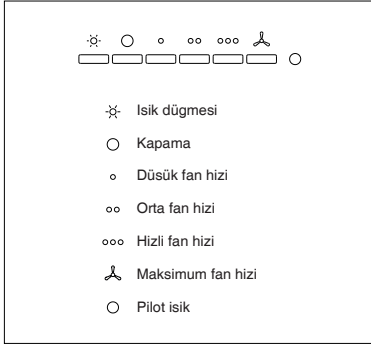 Isik dügmesi
Kapama
Düsük fan hizi
Orta fan hizi
Hizli fan hizi
Maksimum fan hizi
Pilot isik